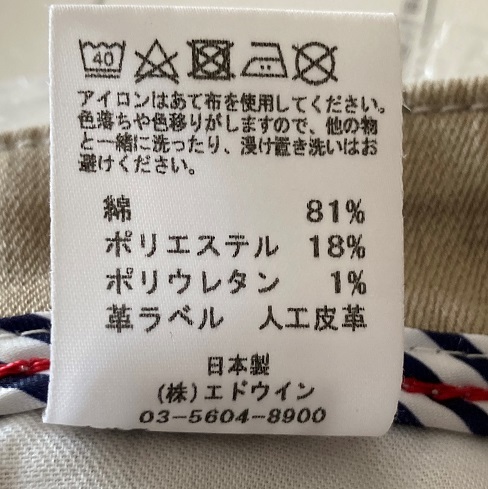 40
アイロンはあて布を使用してください。
色落ちや色移りがしますので、他の物
と一緒に洗ったり、浸け置き洗いはお
避けください。
綿 81%
ポリエステル 18%
ポリウレタン 1%
革ラベル 人工皮革
日本製
(株)エドウイン
03-5604-8900